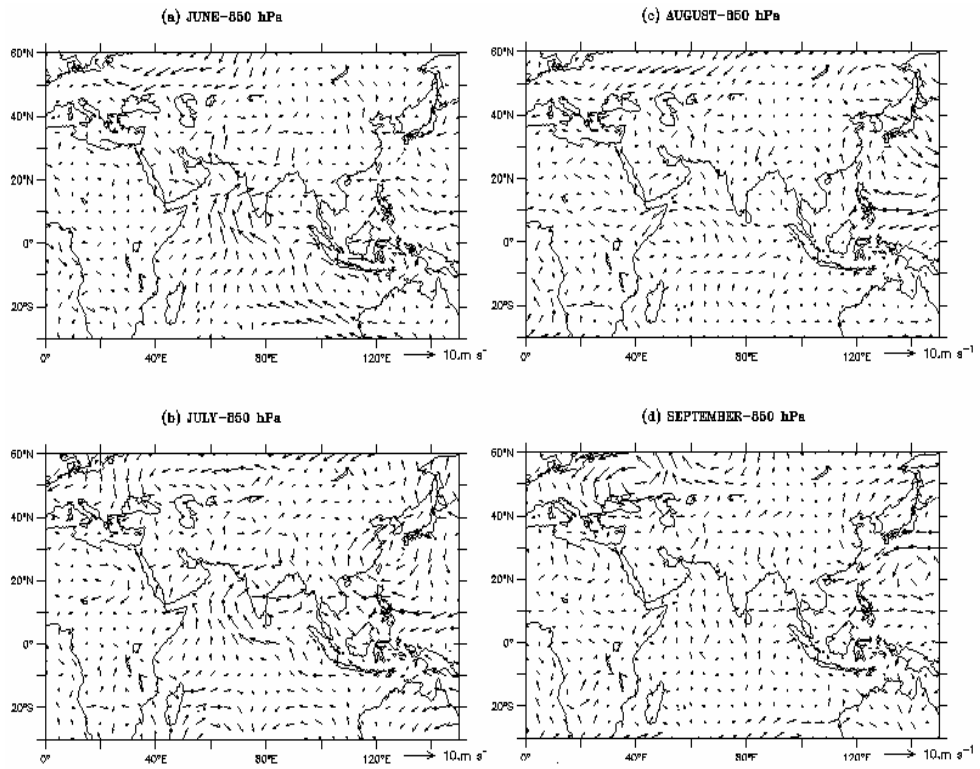 (a) JUNE-850 hPa
60°N
40°N
20°N
0°
20°S
0° 40°E 80°E 120°E 10.m s⁻
(c) AUGUST-850 hPa
60°N
40°N
20°N
0°
20°S
0° 40°E 80°E 120°E 10.m s⁻¹
(b) JULY-850 hPa
60°N
40°N
20°N
0°
20°S
0° 40°E 80°E 120°E 10.m s⁻
(d) SEPTEMBER-850 hPa
60°N
40°N
20°N
0°
20°S
0° 40°E 80°E 120°E 10.m s⁻¹